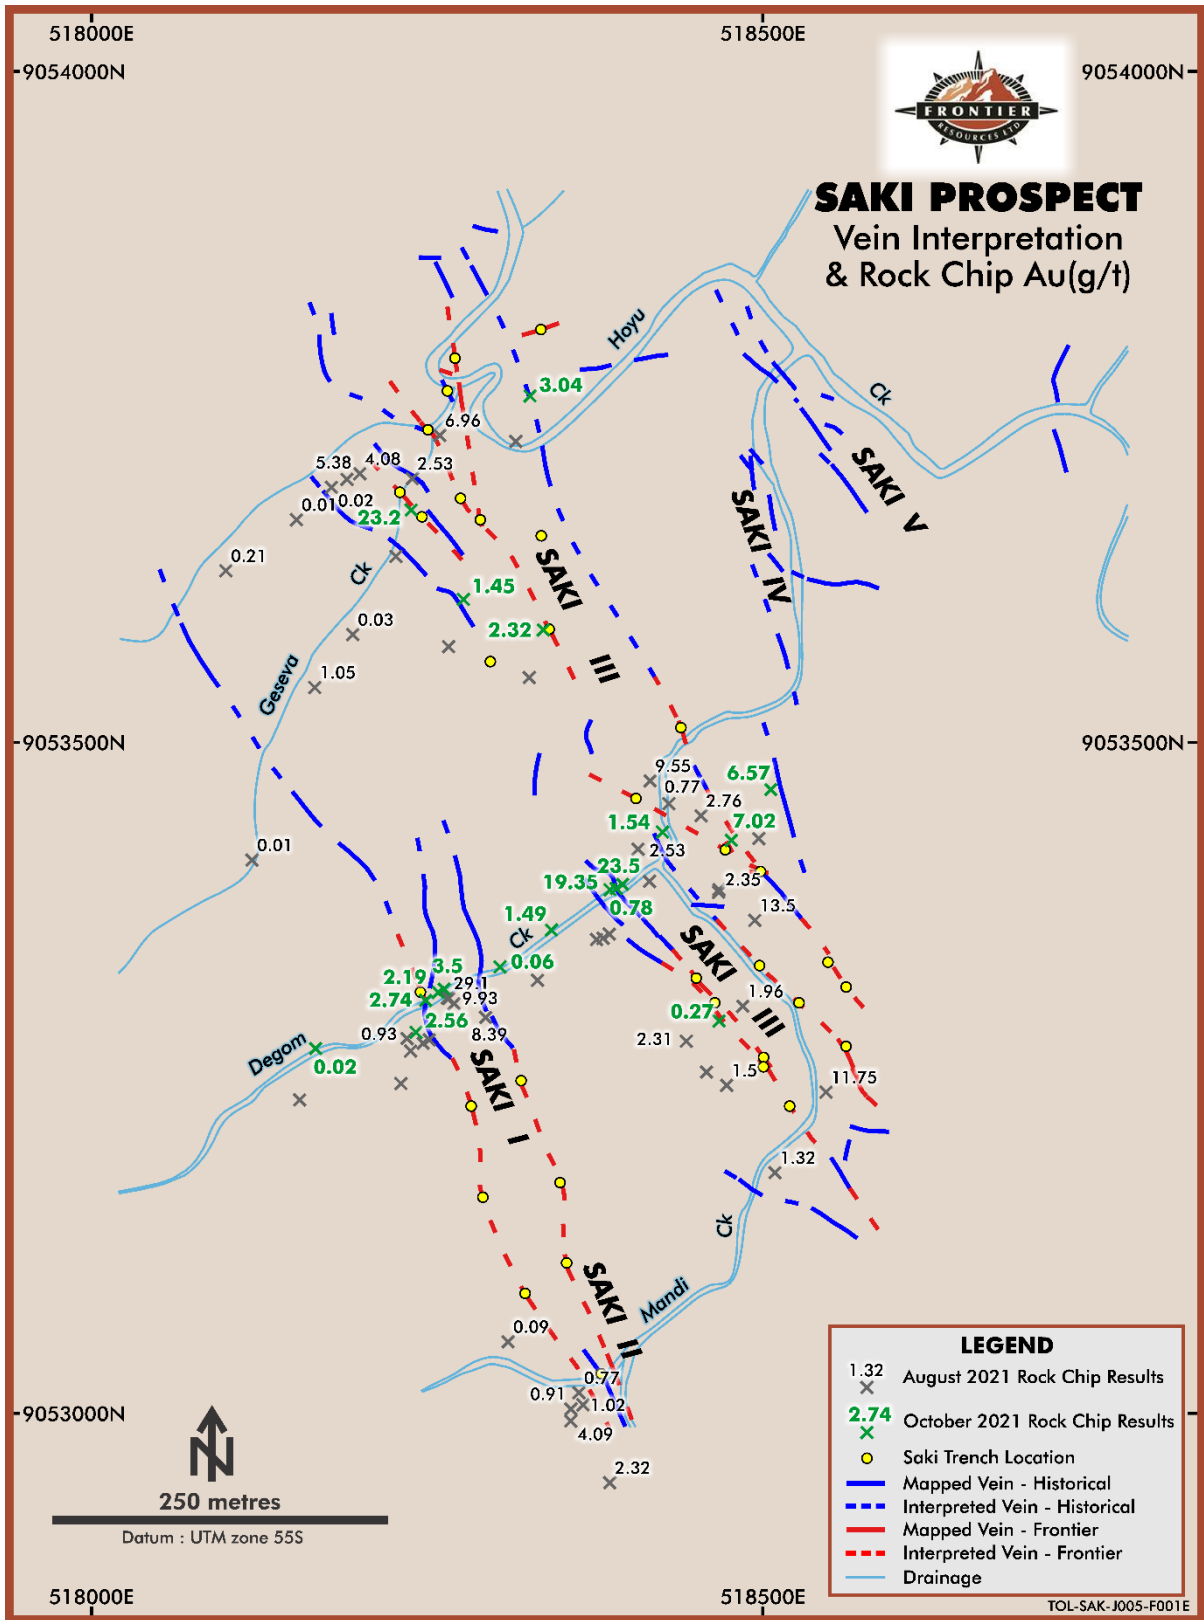 518000E
518500E
9054000N
9054000N
FRONTIER
RESOURCES LTD
SAKI PROSPECT
Vein Interpretation
& Rock Chip Au(g/t)
Hoyu
Ck
3.04
6.96
5.38
4.08
2.53
0.01
0.02
23.2
SAKI V
SAKI IV
0.21
Ck
SAKI III
1.45
0.03
2.32
1.05
Geseva
9053500N
9053500N
9.55
6.57
0.77
2.76
1.54
7.02
0.01
2.53
23.5
19.35
2.35
0.78
13.5
1.49
Ck
SAKI III
0.06
3.5
2.19
29.1
2.74
9.93
1.96
0.27
2.56
0.93
8.39
2.31
Degom
0.02
SAKI I
1.5
11.75
1.32
Ck
SAKI II
Mandi
0.09
0.77
0.91
1.02
4.09
2.32
9053000N
N
250 metres
Datum : UTM zone 55S
LEGEND
1.32
August 2021 Rock Chip Results
2.74
October 2021 Rock Chip Results
Saki Trench Location
Mapped Vein - Historical
Interpreted Vein - Historical
Mapped Vein - Frontier
Interpreted Vein - Frontier
Drainage
518000E
518500E
TOL-SAK-J005-F001E